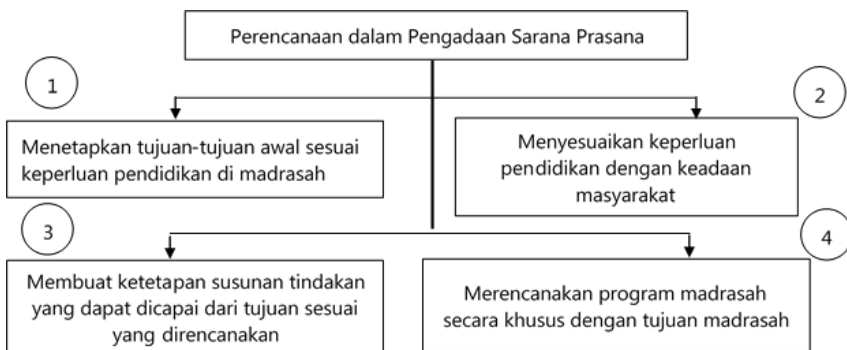 Perencanaan dalam Pengadaan Sarana Prasana
1
2
Menetapkan tujuan-tujuan awal sesuai
keperluan pendidikan di madrasah
Menyesuaikan keperluan
pendidikan dengan keadaan
masyarakat
3
4
Membuat ketetapan susunan tindakan
yang dapat dicapai dari tujuan sesuai
yang direncanakan
Merencanakan program madrasah
secara khusus dengan tujuan madrasah